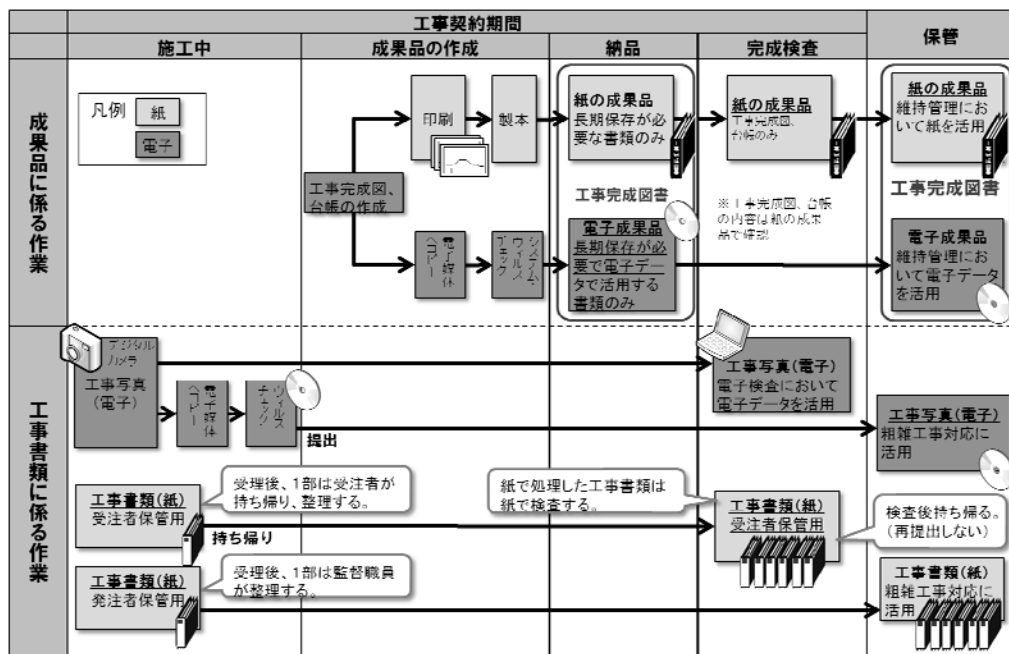 工事契約期間
保管
施工中
成果品の作成
納品
完成検査
成果品に係る作業
凡例
紙
電子
工事完成図、
台帳の作成
印刷
製本
紙の成果品
長期保存が必
要な書類のみ
紙の成果品
工事完成図、
台帳のみ
紙の成果品
維持管理にお
いて紙を活用
工事完成図書
※工事完成図、台帳
の内容は紙の成果
品で確認
工事完成図書
電子媒体
へコピー
ウィルス
チェック
電子成果品
長期保存が必
要で電子デー
タで活用する
書類のみ
電子成果品
維持管理にお
いて電子データ
を活用
工事書類に係る作業
デジタル
カメラ
工事写真
(電子)
電子媒体
へコピー
ウィルス
チェック
提出
工事写真(電子)
電子検査において
電子データを活用
工事写真(電子)
粗雑工事対応に
活用
工事書類(紙)
受注者保管用
受理後、1部は受注者が
持ち帰り、整理する。
持ち帰り
紙で処理した工事書類は
紙で検査する。
工事書類(紙)
受注者保管用
検査後持ち帰る。
(再提出しない)
工事書類(紙)
発注者保管用
受理後、1部は監督職員
が整理する。
工事書類(紙)
粗雑工事対応に
活用